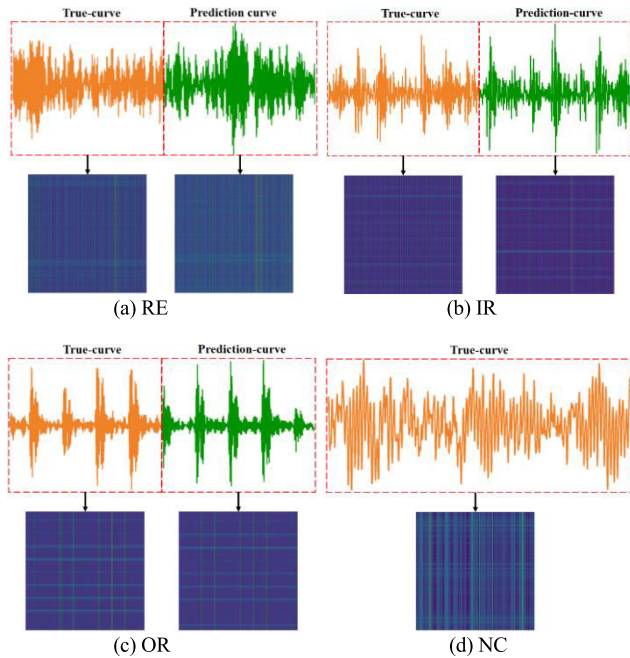 True-curve Prediction curve
True-curve Prediction-curve
(a) RE
(b) IR
True-curve Prediction-curve
True-curve
(c) OR
(d) NC